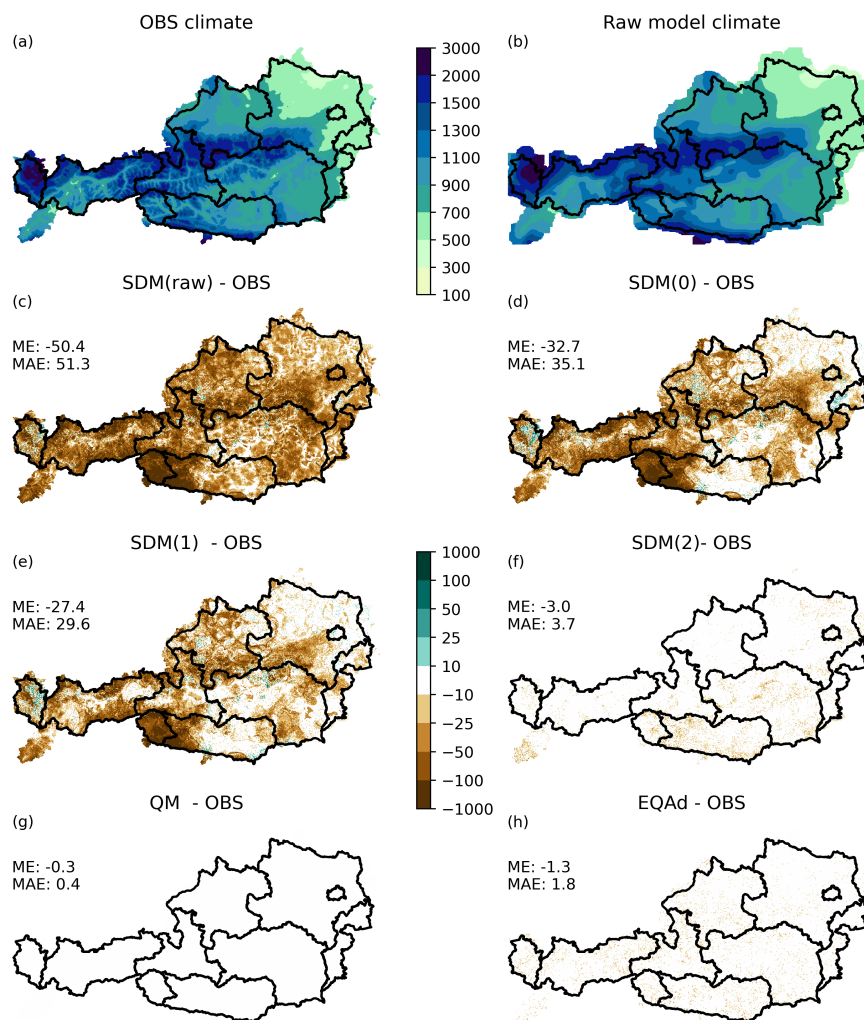 OBS climate
Raw model climate
(a)
(b)
3000
2000
1500
1300
1100
900
700
500
300
100
SDM(raw) - OBS
SDM(0) - OBS
(c)
(d)
ME: -50.4
MAE: 51.3
ME: -32.7
MAE: 35.1
SDM(1)  - OBS
SDM(2)- OBS
(e)
(f)
ME: -27.4
MAE: 29.6
1000
100
50
25
10
−10
−25
−50
−100
−1000
ME: -3.0
MAE: 3.7
QM  - OBS
EQAd - OBS
(g)
(h)
ME: -0.3
MAE: 0.4
ME: -1.3
MAE: 1.8